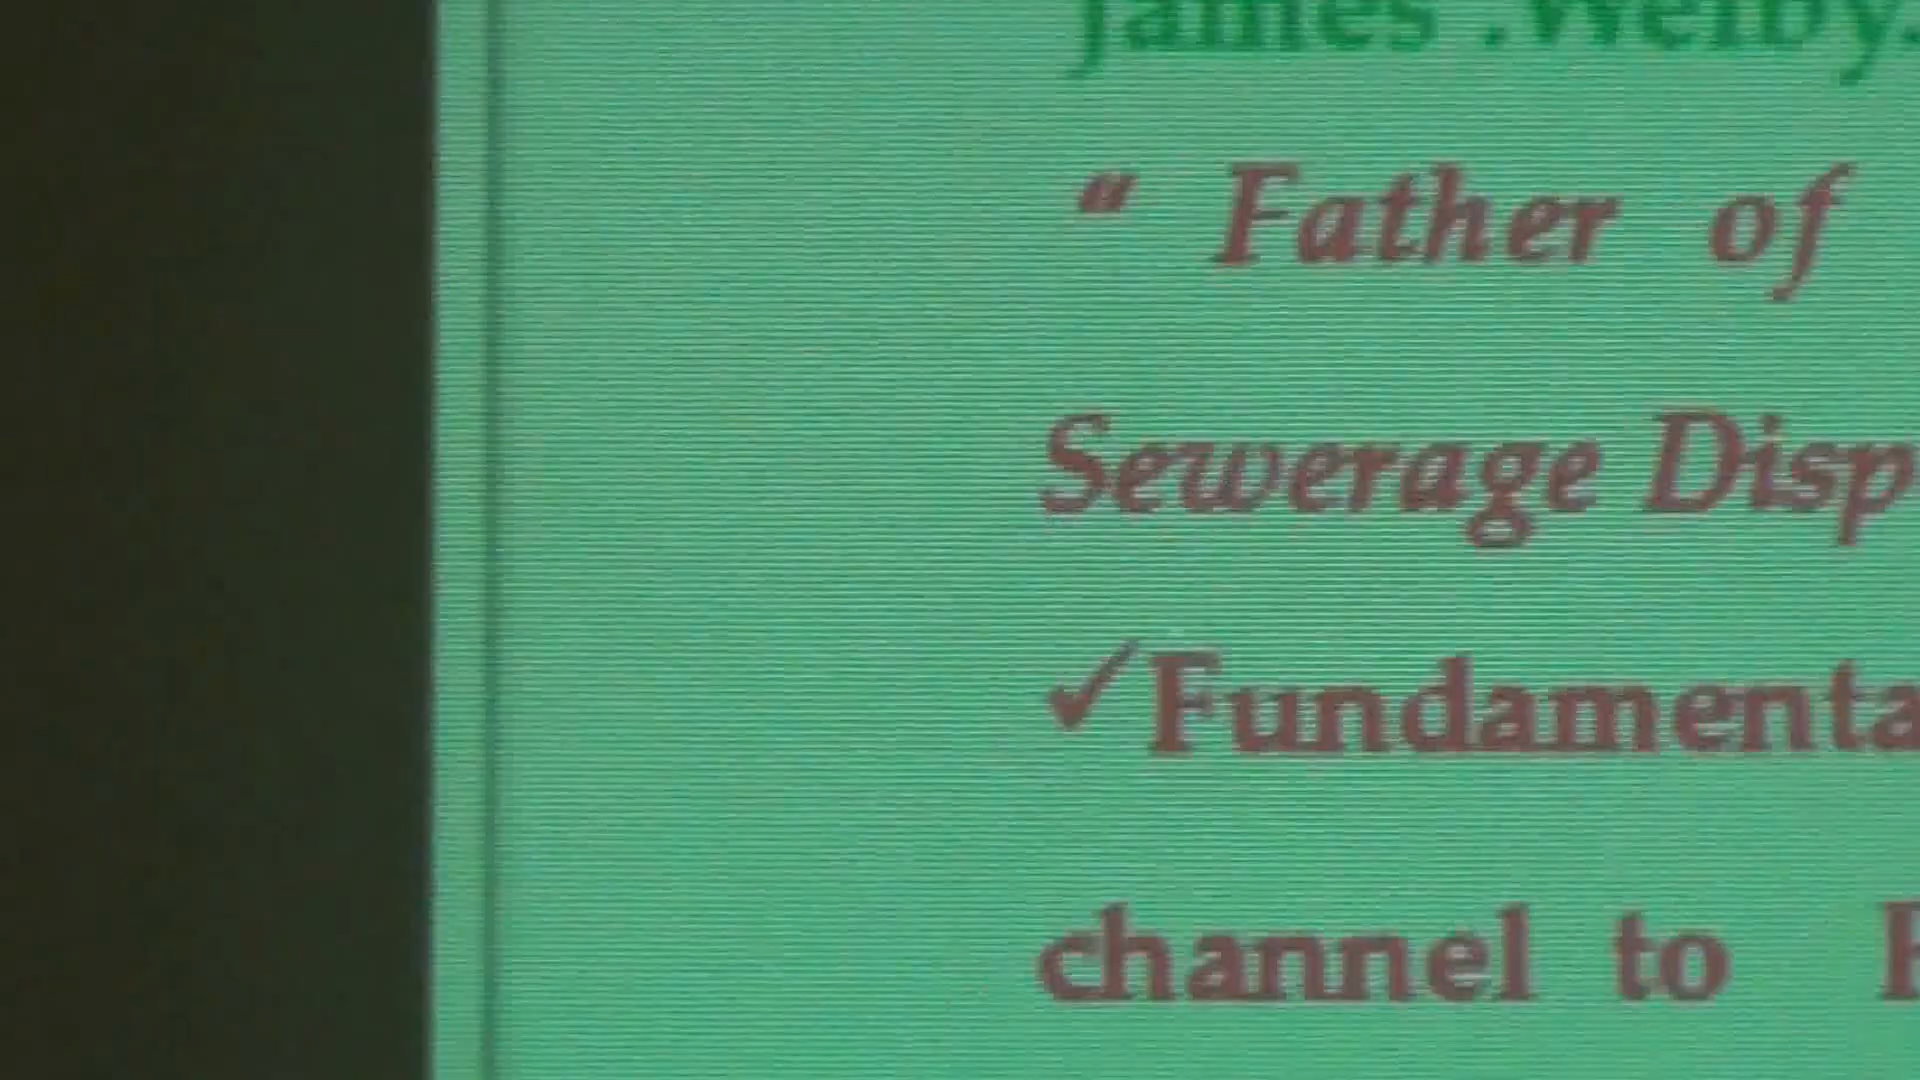 James .Welby.
" Father of
Sewerage Disp
✓Fundamenta
channel to